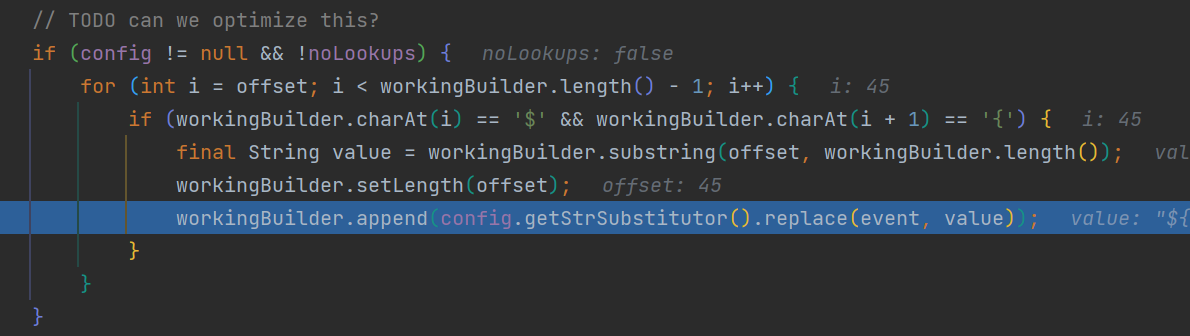 // TODO can we optimize this?
if (config != null && !noLookups) {   noLookups: false
for (int i = offset; i < workingBuilder.length() - 1; i++) {   i: 45
if (workingBuilder.charAt(i) == '$' && workingBuilder.charAt(i + 1) == '{') {   i: 45
final String value = workingBuilder.substring(offset, workingBuilder.length());   val
workingBuilder.setLength(offset);   offset: 45
workingBuilder.append(config.getStrSubstitutor().replace(event, value));   value: "${
}
}
}